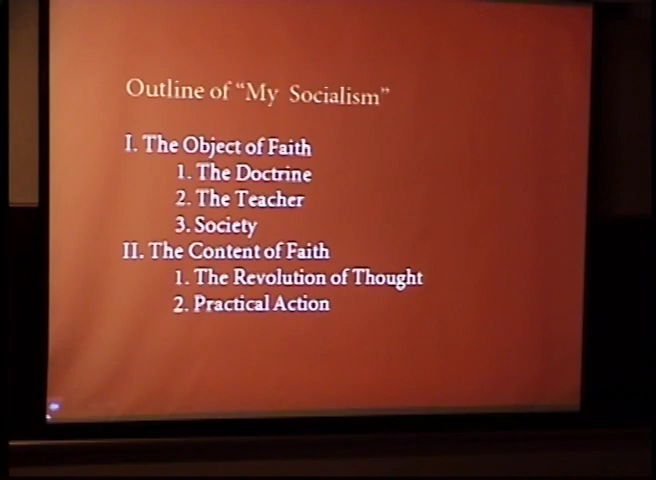 Outline of “My Socialism”
I. The Object of Faith
1. The Doctrine
2. The Teacher
3. Society
II. The Content of Faith
1. The Revolution of Thought
2. Practical Action